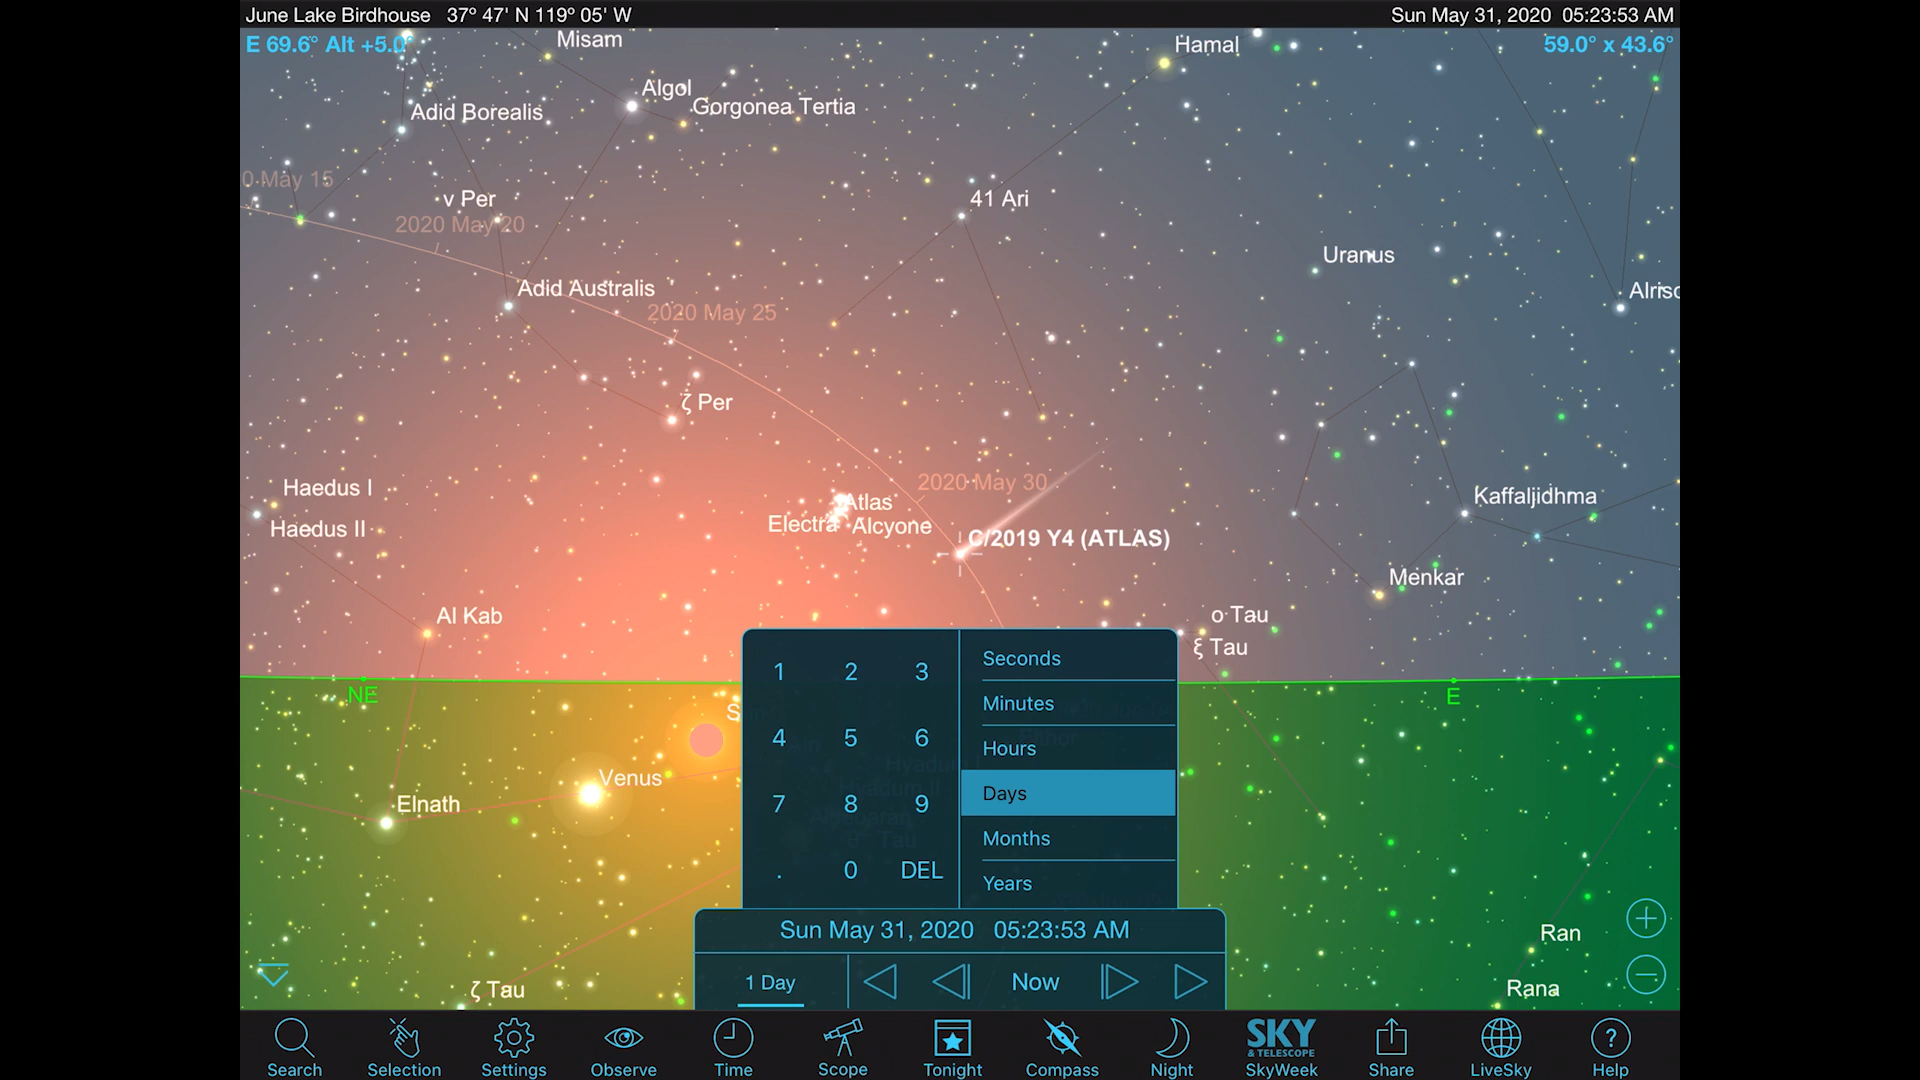 June Lake Birdhouse 37° 47' N 119° 05' W
Sun May 31, 2020 05:23:53 AM
E 69.6° Alt +5.0°
59.0° x 43.6°
Misam
Hamal
Algol
Gorgonea Tertia
Adid Borealis
0 May 15
ν Per
41 Ari
2020 May 20
Uranus
Adid Australis
Alrisc
2020 May 25
ζ Per
2020 May 30
Haedus I
Atlas
Kaffaljidhma
Electra
Alcyone
Haedus II
C/2019 Y4 (ATLAS)
Menkar
Al Kab
ο Tau
ξ Tau
NE
E
Venus
Elnath
ζ Tau
Ran
Rana
1 2 3
4 5 6
7 8 9
. 0 DEL
Seconds
Minutes
Hours
Days
Months
Years
Sun May 31, 2020 05:23:53 AM
1 Day
Now
SKY
& TELESCOPE
Search
Selection
Settings
Observe
Time
Scope
Tonight
Compass
Night
SkyWeek
Share
LiveSky
?
Help